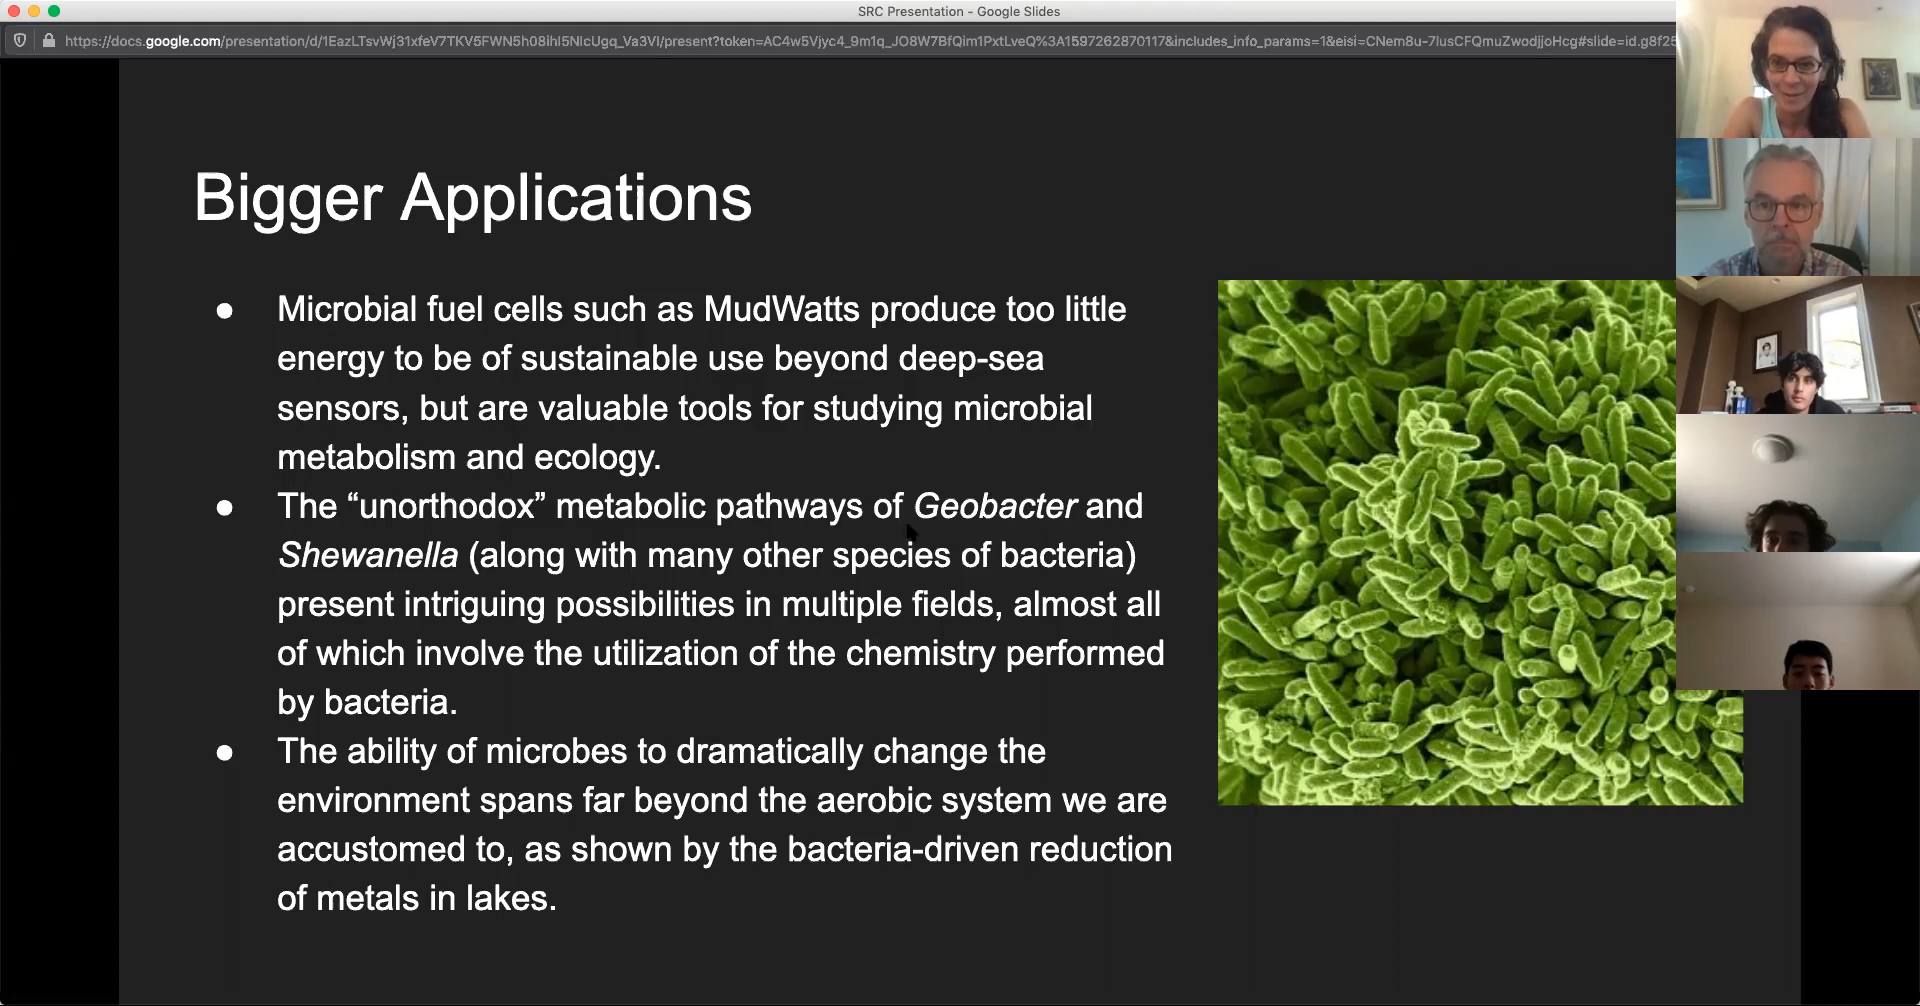 SRC Presentation - Google Slides
https://docs.google.com/presentation/d/1EazLTsvWj31xfeV7TKV5FWN5h08ihI5NIcUgq_Va3VI/present?token=AC4w5Vjyc4_9m1q_JO8W7BfQim1PxtLveQ%3A1597262870117&includes_info_params=1&eisi=CNem8u-7lusCFQmuZwodjjoHcg#slide=id.g8f25
Bigger Applications
● Microbial fuel cells such as MudWatts produce too little
energy to be of sustainable use beyond deep-sea
sensors, but are valuable tools for studying microbial
metabolism and ecology.
● The “unorthodox” metabolic pathways of Geobacter and
Shewanella (along with many other species of bacteria)
present intriguing possibilities in multiple fields, almost all
of which involve the utilization of the chemistry performed
by bacteria.
● The ability of microbes to dramatically change the
environment spans far beyond the aerobic system we are
accustomed to, as shown by the bacteria-driven reduction
of metals in lakes.